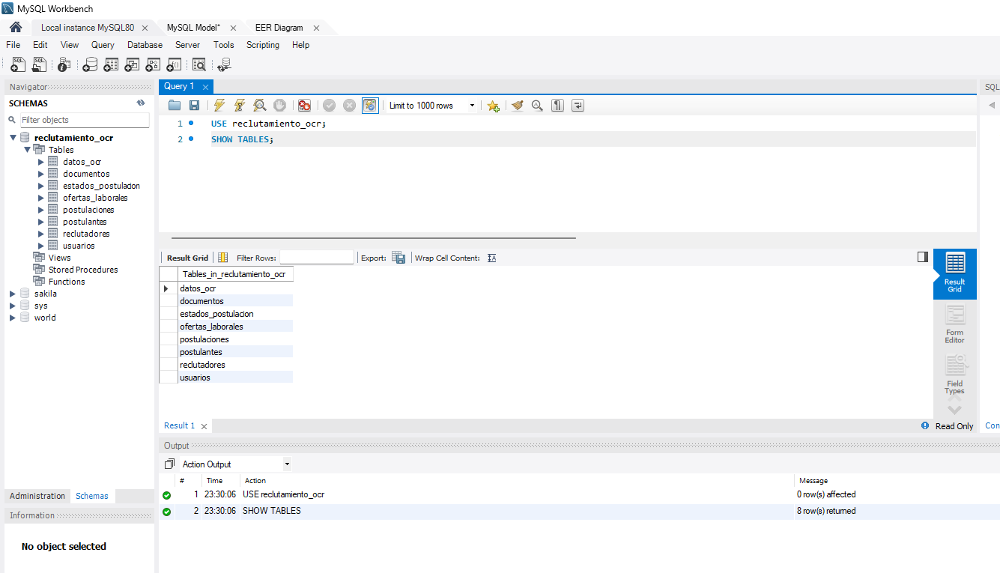 MySQL Workbench
Local instance MySQL80 MySQL Model* EER Diagram
File Edit View Query Database Server Tools Scripting Help
Navigator
SCHEMAS
Filter objects
reclutamiento_ocr
Tables
datos_ocr
documentos
estados_postulacion
ofertas_laborales
postulaciones
postulantes
reclutadores
usuarios
Views
Stored Procedures
Functions
sakila
sys
world
Administration Schemas
Information
No object selected
Query 1
Limit to 1000 rows
1 USE reclutamiento_ocr;
2 SHOW TABLES;
Result Grid Filter Rows: Export: Wrap Cell Content:
Tables_in_reclutamiento_ocr
datos_ocr
documentos
estados_postulacion
ofertas_laborales
postulaciones
postulantes
reclutadores
usuarios
Result
Grid
Form
Editor
Field
Types
Result 1 Read Only
Output
Action Output
# Time Action Message
1 23:30:06 USE reclutamiento_ocr 0 row(s) affected
2 23:30:06 SHOW TABLES 8 row(s) returned
SQL
Con